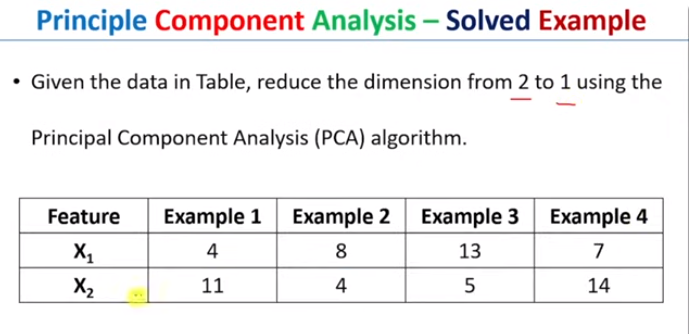 Principle Component Analysis – Solved Example
• Given the data in Table, reduce the dimension from 2 to 1 using the
Principal Component Analysis (PCA) algorithm.
Feature Example 1 Example 2 Example 3 Example 4
X₁ 4 8 13 7
X₂ 11 4 5 14